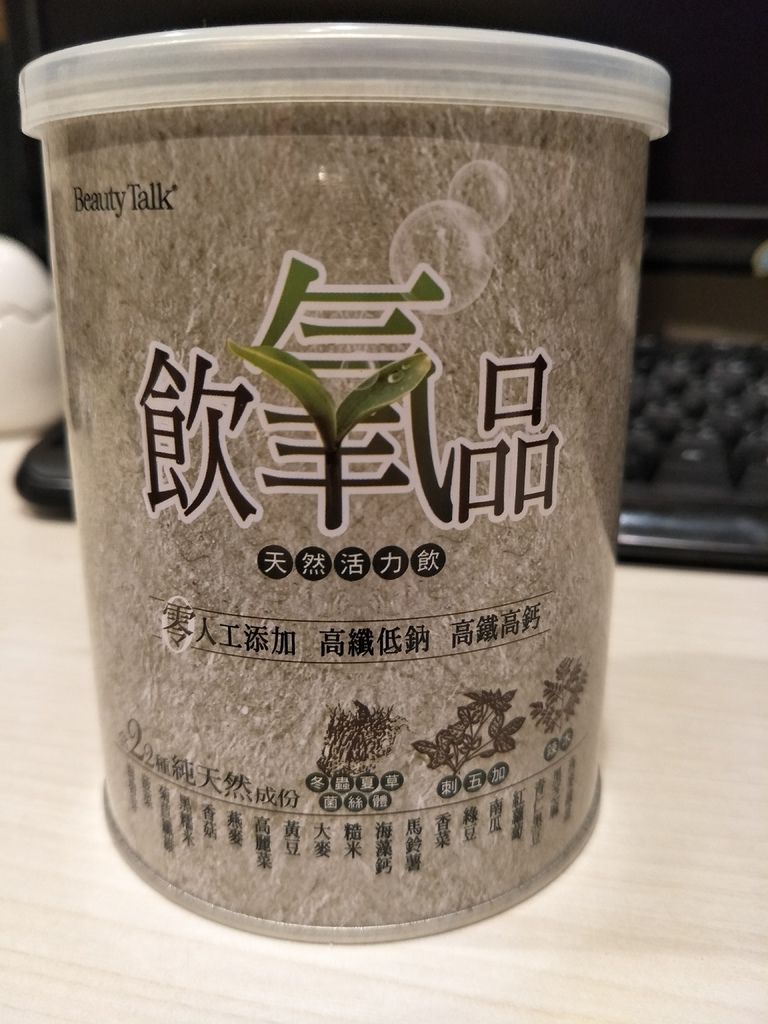 Beauty Talk®
飲氧品
天然活力飲
零人工添加 高纖低鈉 高鐵高鈣
22種純天然成份
冬蟲夏草
菌絲體
刺五加
黑糯米
香菇
燕麥
高麗菜
黃豆
大麥
糙米
海藻鈣
馬鈴薯
香菜
綠豆
南瓜
紅蘿蔔